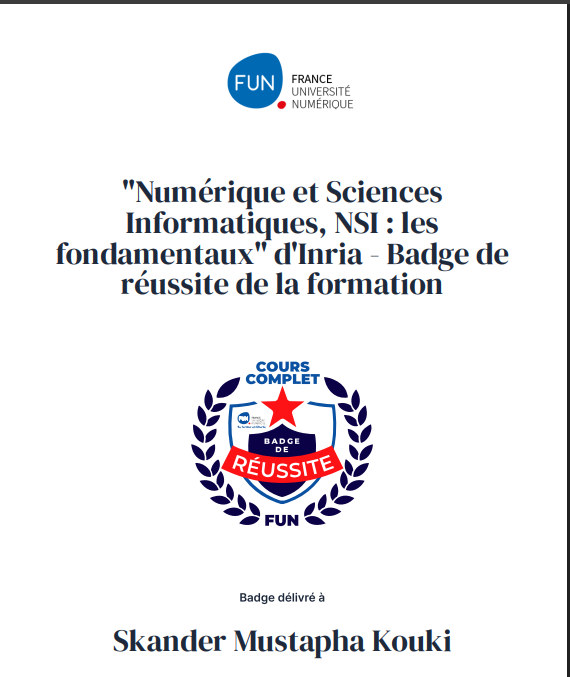 FUN
FRANCE
UNIVERSITÉ
NUMÉRIQUE
"Numérique et Sciences
Informatiques, NSI : les
fondamentaux" d'Inria - Badge de
réussite de la formation
COURS
COMPLET
FUN
BADGE
DE
RÉUSSITE
FUN
Badge délivré à
Skander Mustapha Kouki